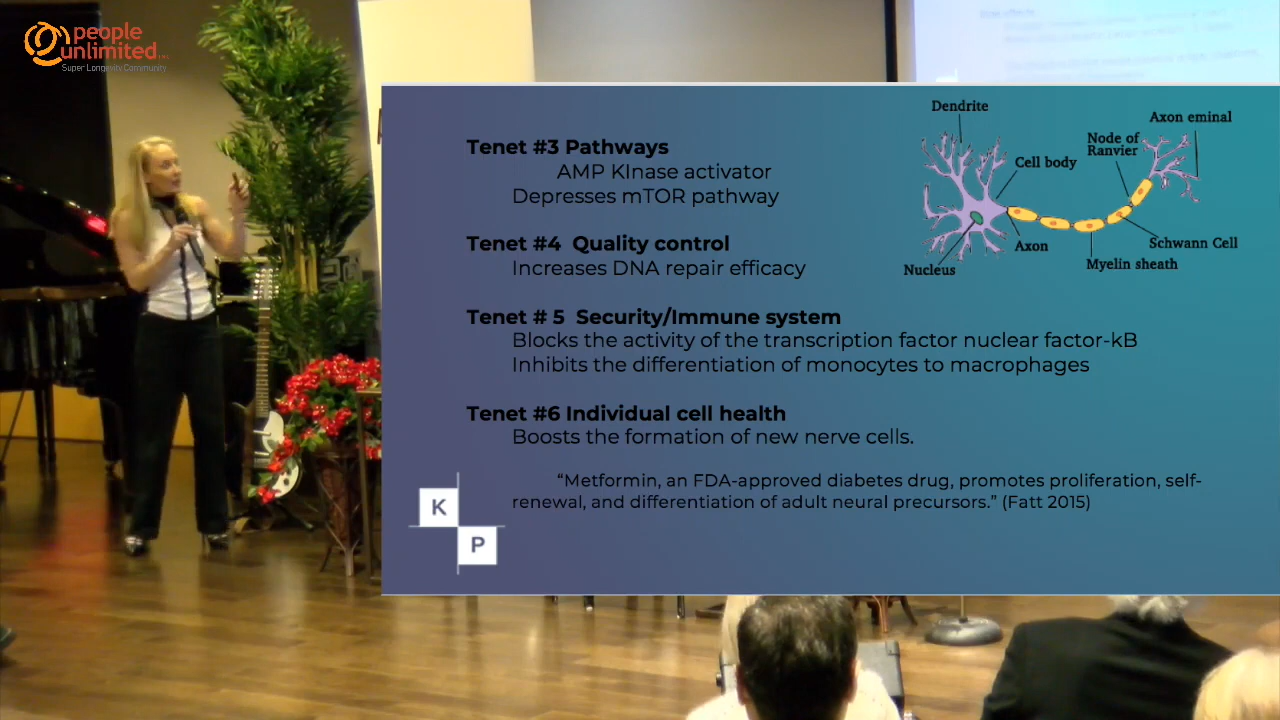 people
unlimited INC
Super Longevity Community
Tenet #3 Pathways
AMP KInase activator
Depresses mTOR pathway
Tenet #4 Quality control
Increases DNA repair efficacy
Tenet # 5 Security/Immune system
Blocks the activity of the transcription factor nuclear factor-kB
Inhibits the differentiation of monocytes to macrophages
Tenet #6 Individual cell health
Boosts the formation of new nerve cells.
“Metformin, an FDA-approved diabetes drug, promotes proliferation, self-
renewal, and differentiation of adult neural precursors.” (Fatt 2015)
Dendrite
Axon eminal
Node of
Ranvier
Cell body
Axon
Schwann Cell
Myelin sheath
Nucleus
K
P